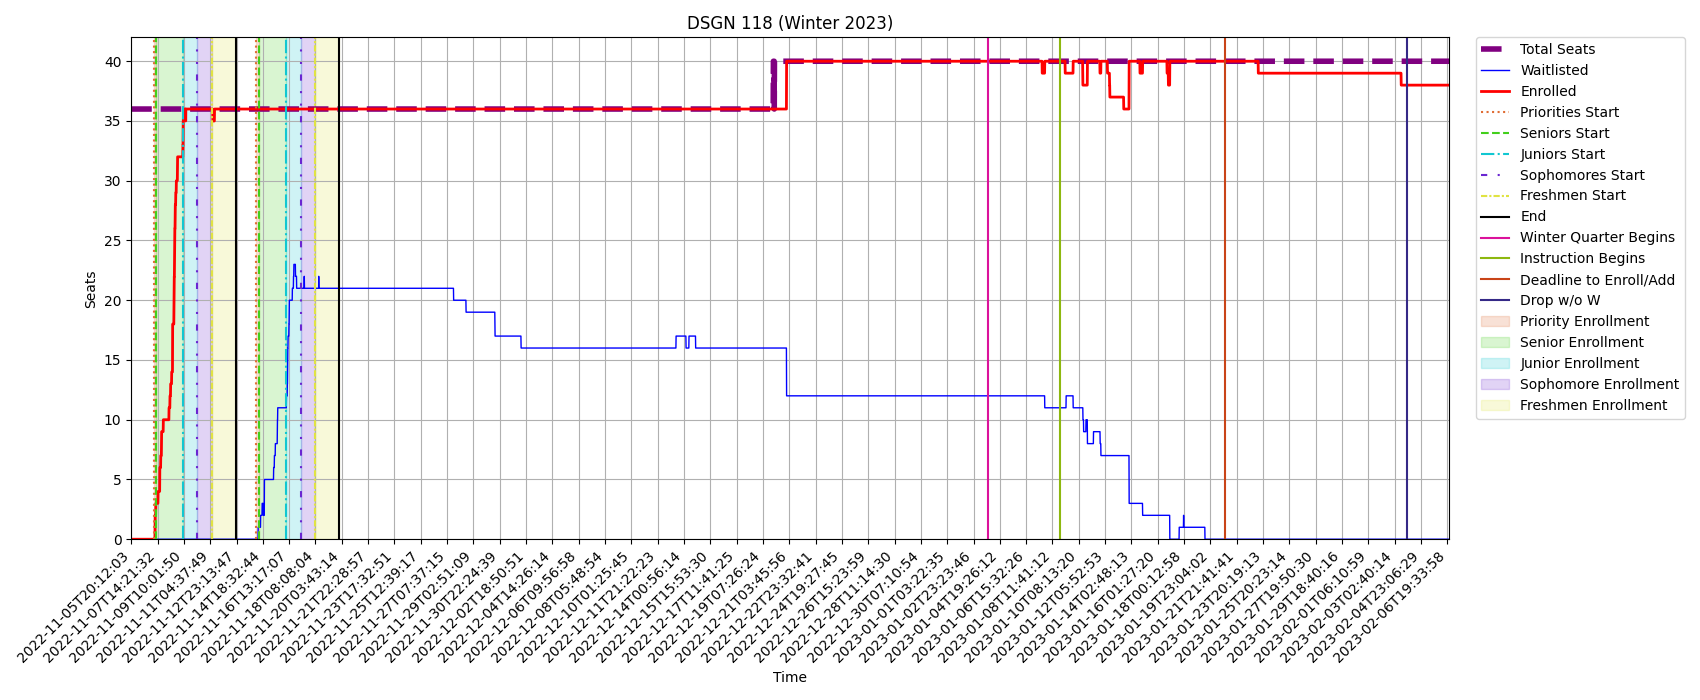 DSGN 118 (Winter 2023)
Seats
40
35
30
25
20
15
10
5
0
2022-11-05T20:12:03
2022-11-07T14:21:32
2022-11-09T10:01:50
2022-11-11T04:37:49
2022-11-12T23:13:47
2022-11-14T18:32:44
2022-11-16T13:17:07
2022-11-18T08:08:04
2022-11-20T03:43:14
2022-11-21T22:28:57
2022-11-23T17:32:51
2022-11-25T12:39:17
2022-11-27T07:37:15
2022-11-29T02:51:09
2022-11-30T22:24:39
2022-12-02T18:50:51
2022-12-04T14:26:14
2022-12-06T09:56:58
2022-12-08T05:48:54
2022-12-10T01:25:45
2022-12-11T21:22:23
2022-12-14T00:56:14
2022-12-15T15:53:30
2022-12-17T11:41:25
2022-12-19T07:26:24
2022-12-21T03:45:56
2022-12-22T23:32:41
2022-12-24T19:27:45
2022-12-26T15:23:59
2022-12-28T11:14:30
2022-12-30T07:10:54
2023-01-01T03:22:35
2023-01-02T23:23:46
2023-01-04T19:26:12
2023-01-06T15:32:26
2023-01-08T11:41:12
2023-01-10T08:13:20
2023-01-12T05:52:53
2023-01-14T02:48:13
2023-01-16T01:27:20
2023-01-18T00:12:58
2023-01-19T23:04:02
2023-01-21T21:41:41
2023-01-23T20:19:13
2023-01-25T20:23:14
2023-01-27T19:50:30
2023-01-29T18:40:16
2023-02-01T06:10:59
2023-02-03T02:40:14
2023-02-04T23:06:29
2023-02-06T19:33:58
Time
Total Seats
Waitlisted
Enrolled
Priorities Start
Seniors Start
Juniors Start
Sophomores Start
Freshmen Start
End
Winter Quarter Begins
Instruction Begins
Deadline to Enroll/Add
Drop w/o W
Priority Enrollment
Senior Enrollment
Junior Enrollment
Sophomore Enrollment
Freshmen Enrollment